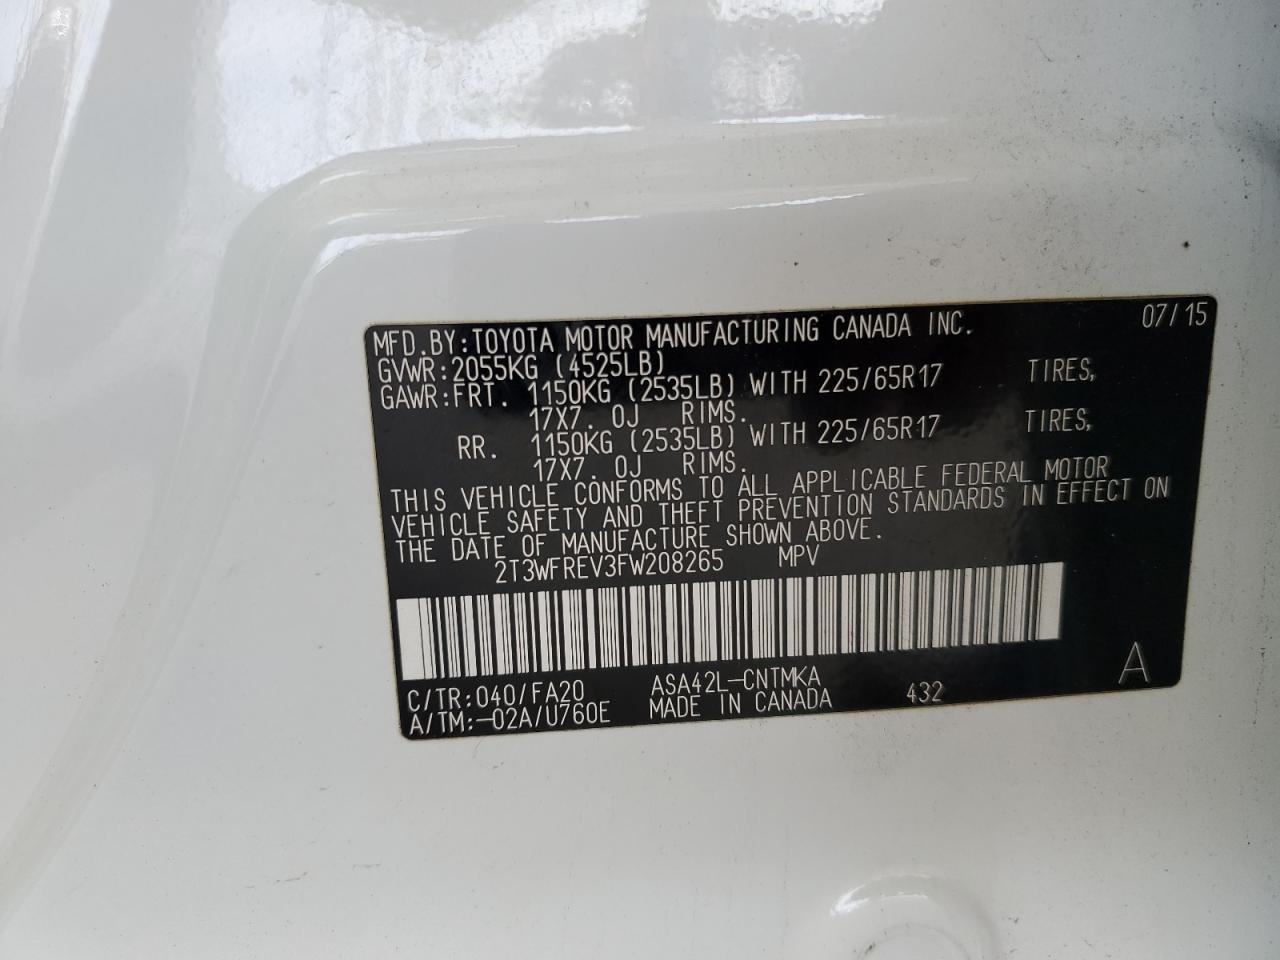 07/15
MFD.BY:TOYOTA MOTOR MANUFACTURING CANADA INC.
GVWR:2055KG (4525LB)
GAWR:FRT. 1150KG (2535LB) WITH 225/65R17 TIRES,
17X7.0J RIMS.
RR. 1150KG (2535LB) WITH 225/65R17 TIRES,
17X7.0J RIMS.
THIS VEHICLE CONFORMS TO ALL APPLICABLE FEDERAL MOTOR
VEHICLE SAFETY AND THEFT PREVENTION STANDARDS IN EFFECT ON
THE DATE OF MANUFACTURE SHOWN ABOVE.
2T3WFREV3FW208265 MPV
C/TR:040/FA20 ASA42L-CNTMKA 432 A
A/TM:-02A/U760E MADE IN CANADA